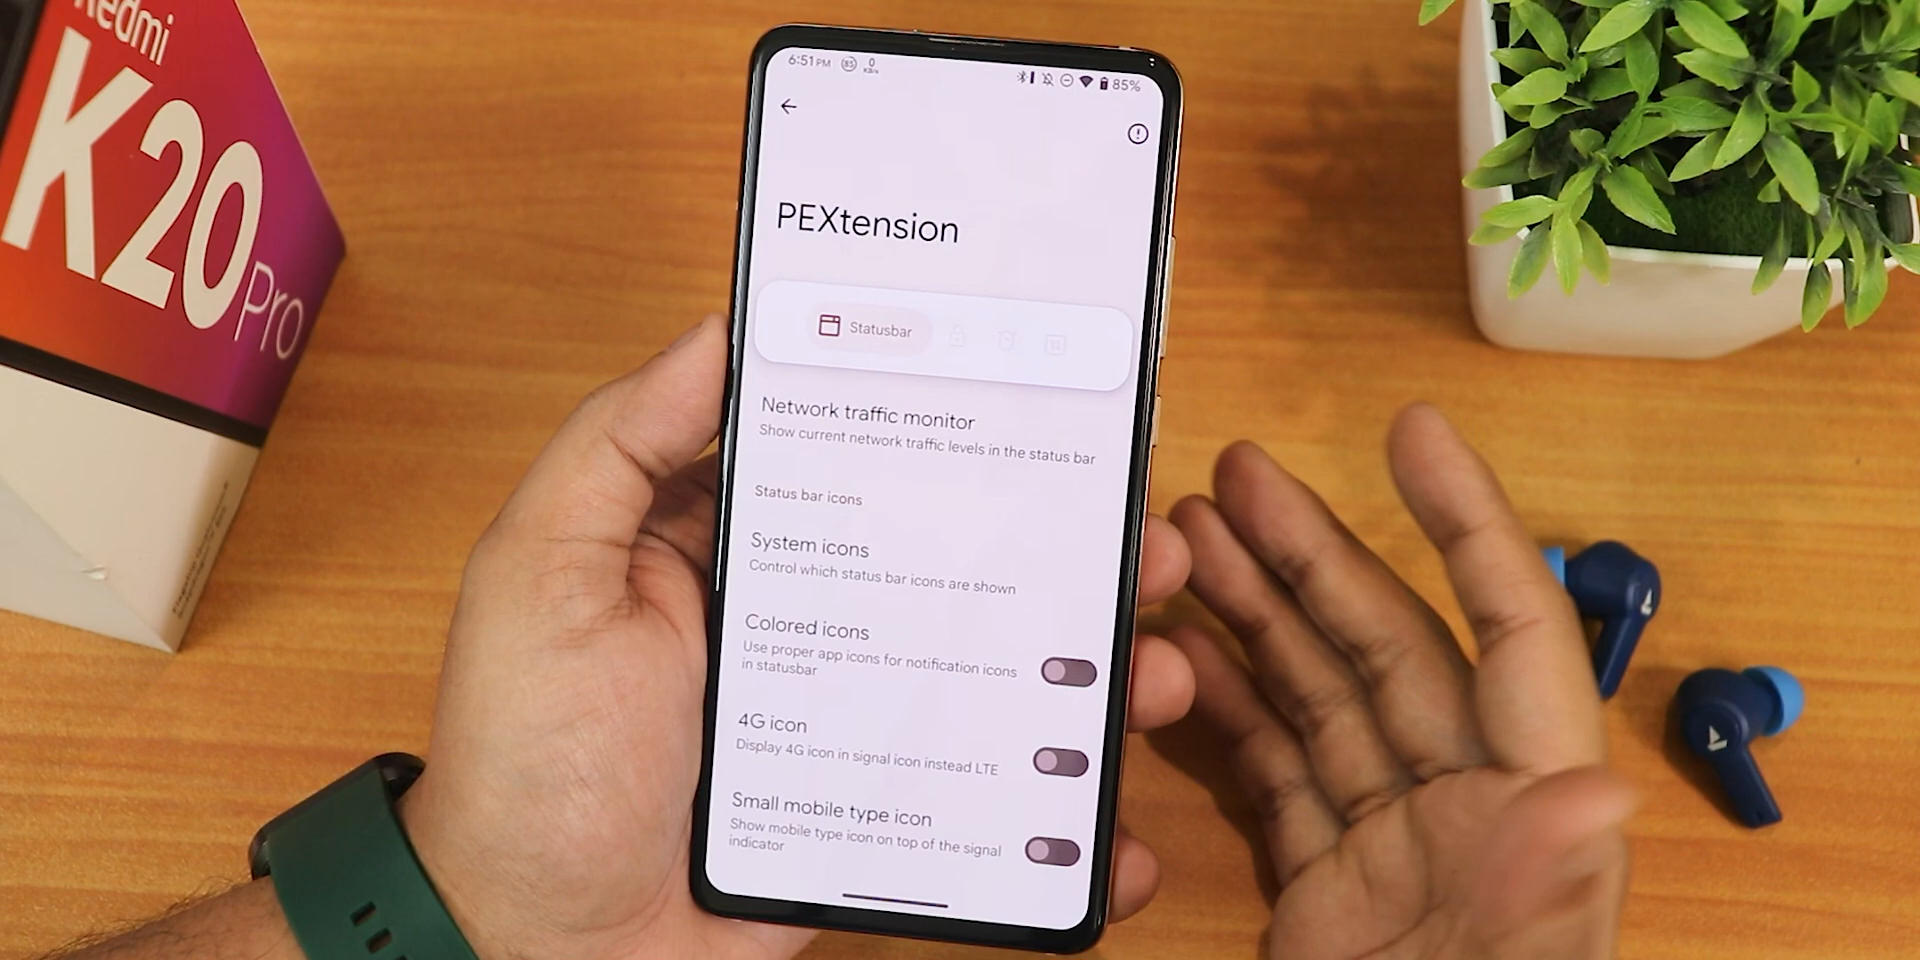 Redmi
K20 Pro
6:51 PM 85 0 KB/s 85%
PEXtension
Statusbar
Network traffic monitor
Show current network traffic levels in the status bar
Status bar icons
System icons
Control which status bar icons are shown
Colored icons
Use proper app icons for notification icons
in statusbar
4G icon
Display 4G icon in signal icon instead LTE
Small mobile type icon
Show mobile type icon on top of the signal
indicator